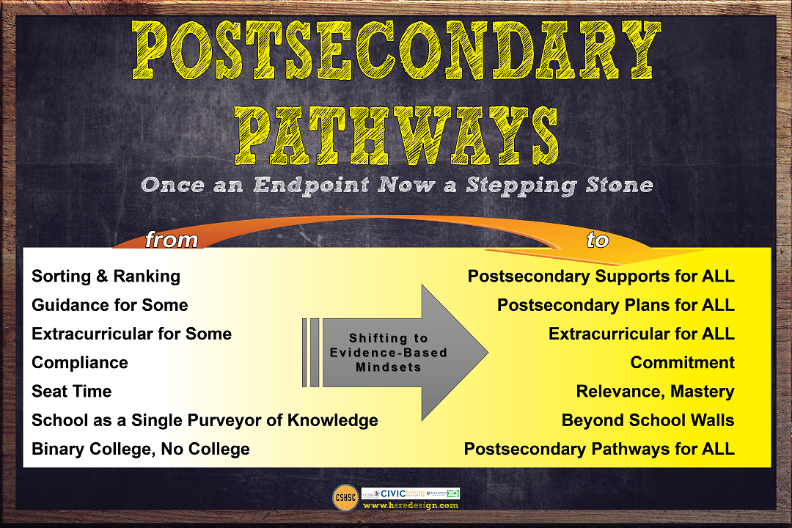 POSTSECONDARY
PATHWAYS
Once an Endpoint Now a Stepping Stone
from
to
Sorting & Ranking
Postsecondary Supports for ALL
Guidance for Some
Postsecondary Plans for ALL
Extracurricular for Some
Extracurricular for ALL
Compliance
Commitment
Seat Time
Relevance, Mastery
School as a Single Purveyor of Knowledge
Beyond School Walls
Binary College, No College
Postsecondary Pathways for ALL
Shifting to
Evidence-Based
Mindsets
CSHSC
CIVIC
www.hsredesign.com